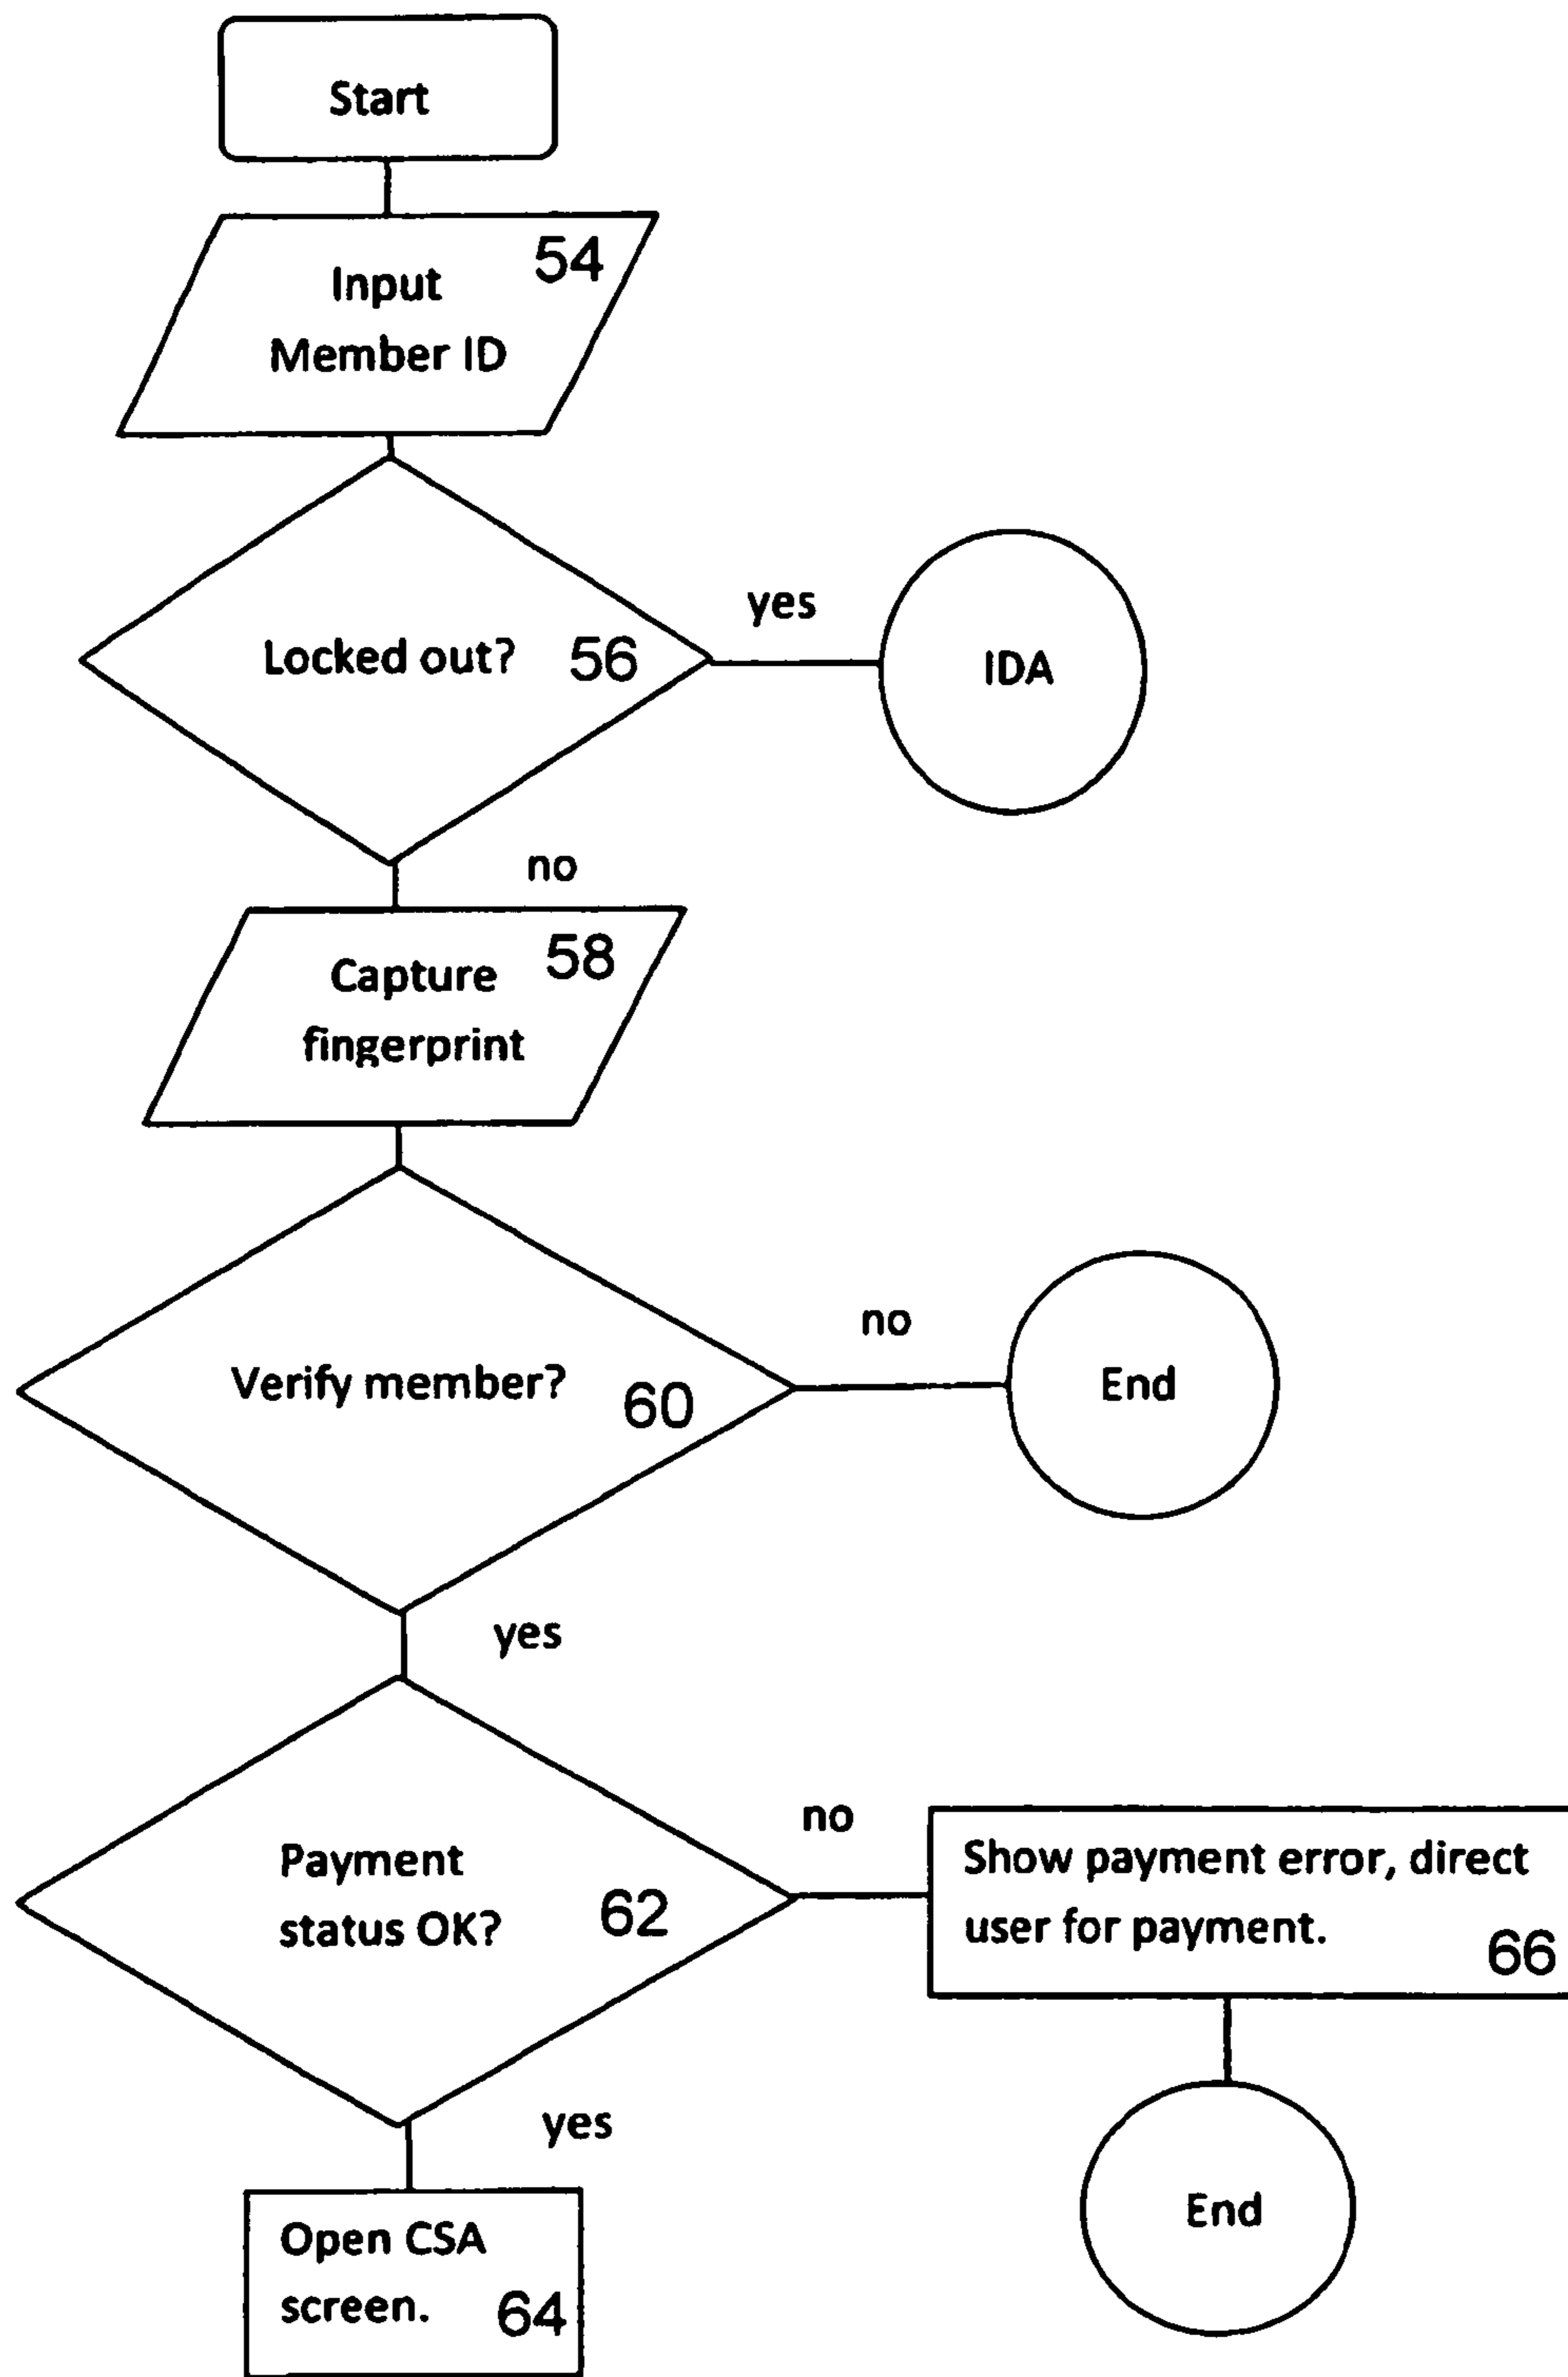 Start
54
Input
Member ID
yes
Locked out? 56
IDA
no
58
Capture
fingerprint
no
Verify member? 60
End
yes
no
Payment
status OK? 62
Show payment error, direct
user for payment.
66
yes
End
Open CSA
screen. 64